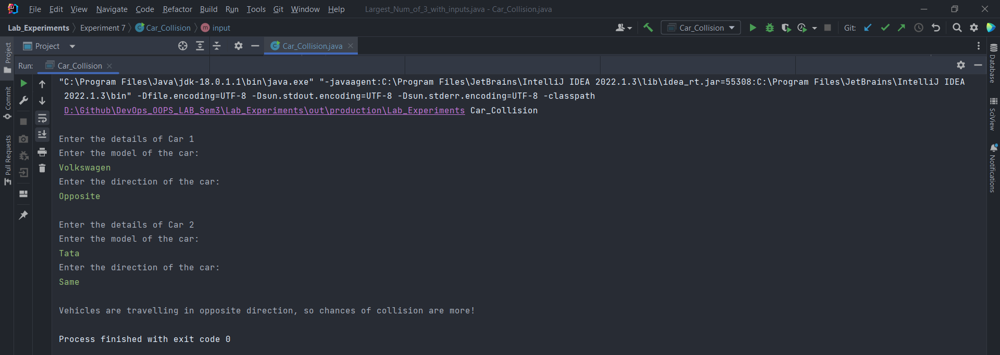 File Edit View Navigate Code Refactor Build Run Tools Git Window Help Largest_Num_of_3_with_inputs.java - Car_Collision.java
Lab_Experiments Experiment 7 Car_Collision m input Car_Collision Git:
Project Car_Collision.java
Run: Car_Collision
"C:\Program Files\Java\jdk-18.0.1.1\bin\java.exe" "-javaagent:C:\Program Files\JetBrains\IntelliJ IDEA 2022.1.3\lib\idea_rt.jar=55308:C:\Program Files\JetBrains\IntelliJ IDEA
2022.1.3\bin" -Dfile.encoding=UTF-8 -Dsun.stdout.encoding=UTF-8 -Dsun.stderr.encoding=UTF-8 -classpath
D:\Github\DevOps_OOPS_LAB_Sem3\Lab_Experiments\out\production\Lab_Experiments Car_Collision
Enter the details of Car 1
Enter the model of the car:
Volkswagen
Enter the direction of the car:
Opposite
Enter the details of Car 2
Enter the model of the car:
Tata
Enter the direction of the car:
Same
Vehicles are travelling in opposite direction, so chances of collision are more!
Process finished with exit code 0
Project
Commit
Pull Requests
Database
SciView
Notifications